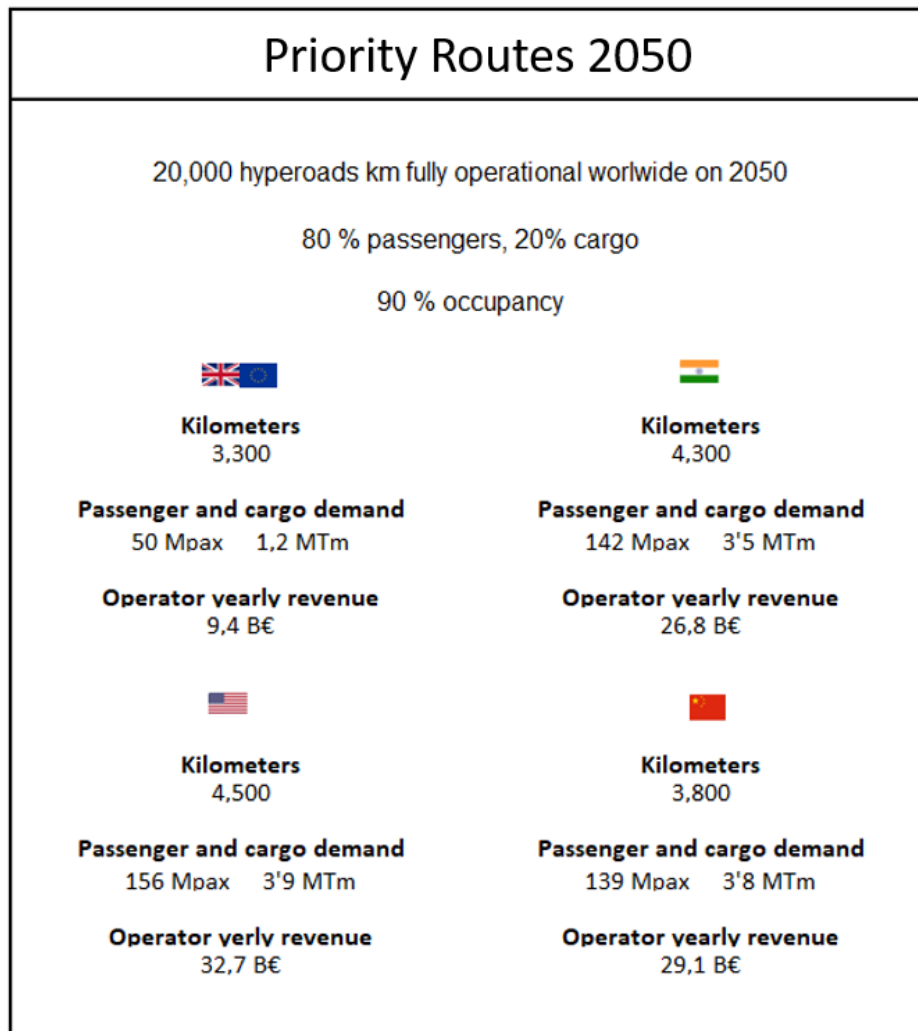 Priority Routes 2050
20,000 hyperoads km fully operational worlwide on 2050
80 % passengers, 20% cargo
90 % occupancy
Kilometers
3,300
Passenger and cargo demand
50 Mpax 1,2 MTm
Operator yearly revenue
9,4 B€
Kilometers
4,300
Passenger and cargo demand
142 Mpax 3'5 MTm
Operator yearly revenue
26,8 B€
Kilometers
4,500
Passenger and cargo demand
156 Mpax 3'9 MTm
Operator yerly revenue
32,7 B€
Kilometers
3,800
Passenger and cargo demand
139 Mpax 3'8 MTm
Operator yearly revenue
29,1 B€